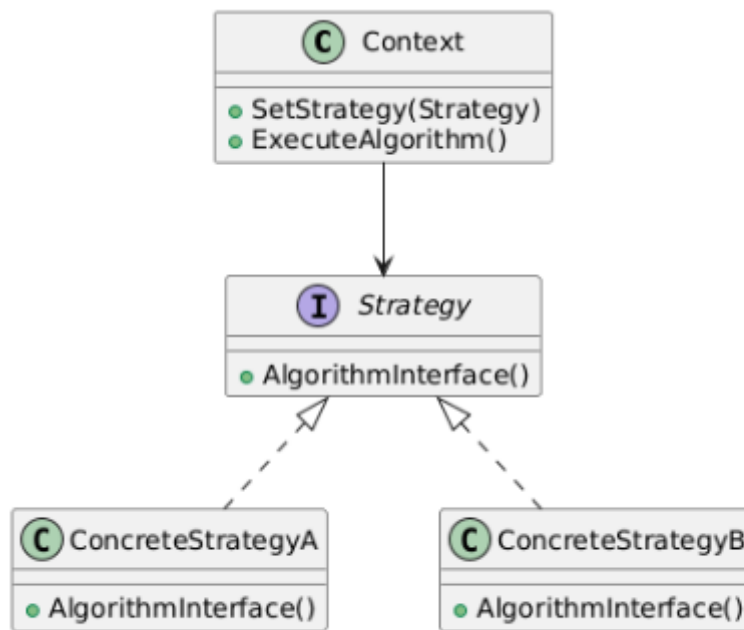 C Context
SetStrategy(Strategy)
ExecuteAlgorithm()
I Strategy
AlgorithmInterface()
C ConcreteStrategyA
AlgorithmInterface()
C ConcreteStrategyB
AlgorithmInterface()